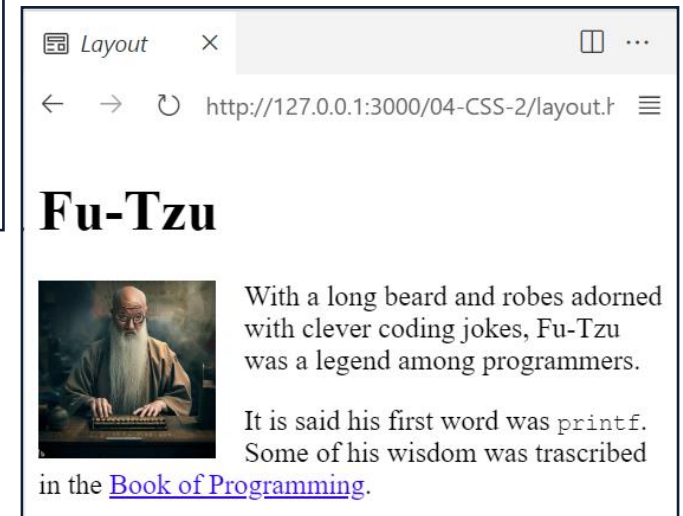 Layout
http://127.0.0.1:3000/04-CSS-2/layout.h
Fu-Tzu
With a long beard and robes adorned
with clever coding jokes, Fu-Tzu
was a legend among programmers.
It is said his first word was printf.
Some of his wisdom was trascribed
in the Book of Programming.